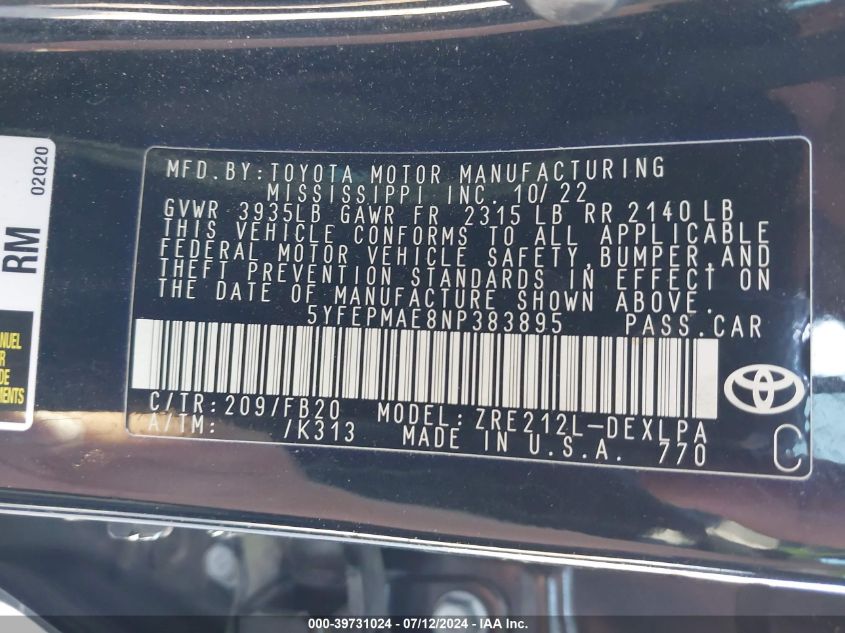 MFD.BY:TOYOTA MOTOR MANUFACTURING
MISSISSIPPI INC. 10/22
GVWR 3935LB GAWR FR 2315 LB RR 2140 LB
THIS VEHICLE CONFORMS TO ALL APPLICABLE
FEDERAL MOTOR VEHICLE SAFETY,BUMPER,AND
THEFT PREVENTION STANDARDS IN EFFECT ON
THE DATE OF MANUFACTURE SHOWN ABOVE.
5YFEPMAE8NP383895 PASS.CAR
C/TR:209/FB20 MODEL:ZRE212L-DEXLPA
A/TM: /K313 MADE IN U.S.A. 770
C
02Q20
RM
000-39731024 - 07/12/2024 - IAAI.COM